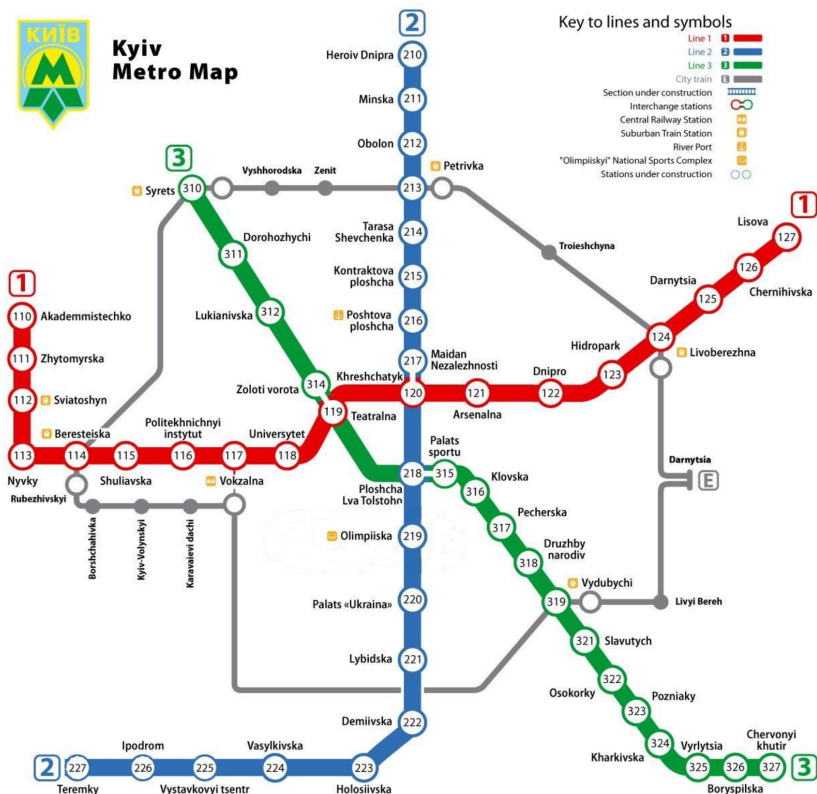 КИЇВ
М
Kyiv
Metro Map
Key to lines and symbols
Line 1
1
Line 2
2
Line 3
3
City train
E
Section under construction
Interchange stations
Central Railway Station
Suburban Train Station
River Port
"Olimpiiskyi" National Sports Complex
Stations under construction
2
Heroiv Dnipra
210
Minska
211
Obolon
212
3
Syrets
310
Vyshhorodska
Zenit
213
Petrivka
Dorohozhychi
311
Tarasa
Shevchenka
214
Troieshchyna
Lisova
1
127
126
Chernihivska
Darnytsia
125
1
110
Akademmistechko
Lukianivska
312
Kontraktova
ploshcha
215
Poshtova
ploshcha
216
124
Livoberezhna
111
Zhytomyrska
217
Maidan
Nezalezhnosti
Hidropark
123
112
Sviatoshyn
Zoloti vorota
314
Khreshchatyk
120
121
Arsenalna
Dnipro
122
119
Teatralna
Beresteiska
113
Nyvky
114
115
Shuliavska
Politekhnichnyi
instytut
116
117
Vokzalna
Universytet
118
Rubezhivskyi
Borshchahivka
Kyiv-Volynskyi
Karavaievi dachi
218
Ploshcha
Lva Tolstoho
Palats
sportu
315
Klovska
316
Pecherska
317
Darnytsia
E
Olimpiiska
219
Druzhby
narodiv
318
Vydubychi
319
Livyi Bereh
Palats «Ukraina»
220
321
Slavutych
Lybidska
221
Osokorky
322
Pozniaky
323
Demiivska
222
Kharkivska
324
Vyrlytsia
325
Chervonyi
khutir
326
Boryspilska
327
3
2
227
Teremky
Ipodrom
226
225
Vystavkovyi tsentr
Vasylkivska
224
223
Holosiivska